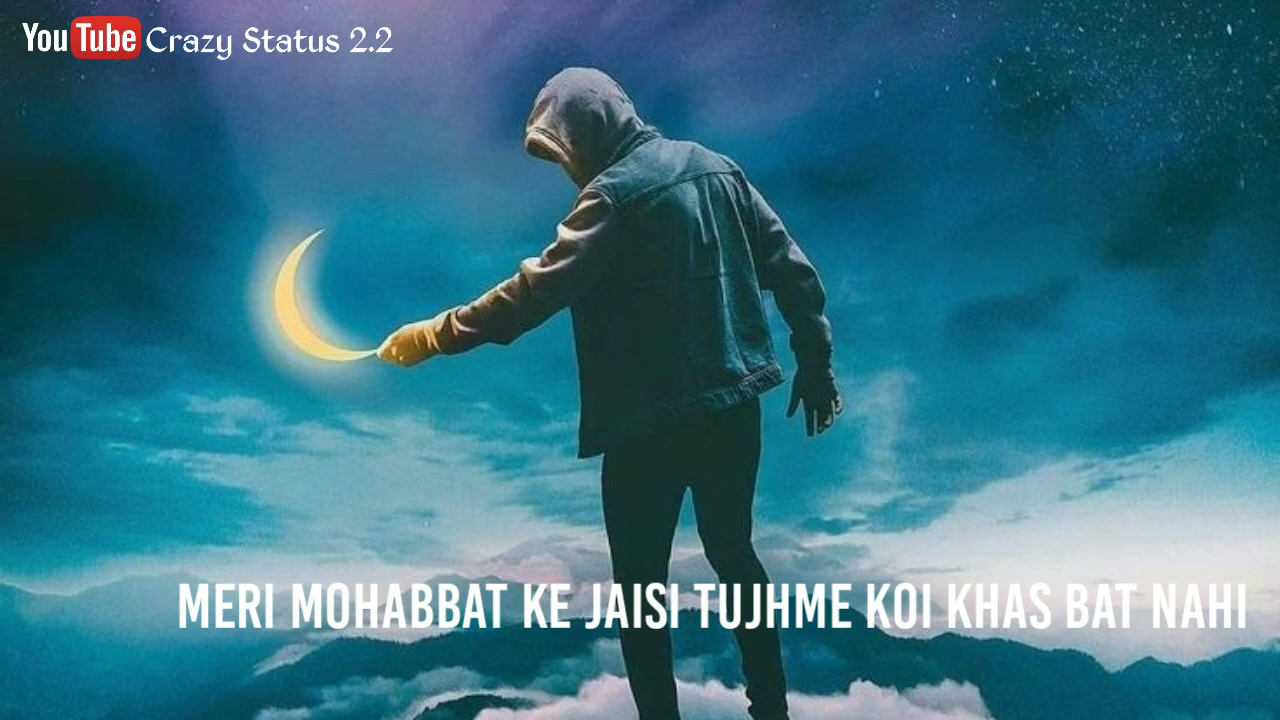 YouTube Crazy Status 2.2
MERI MOHABBAT KE JAISI TUJHME KOI KHAS BAT NAHI